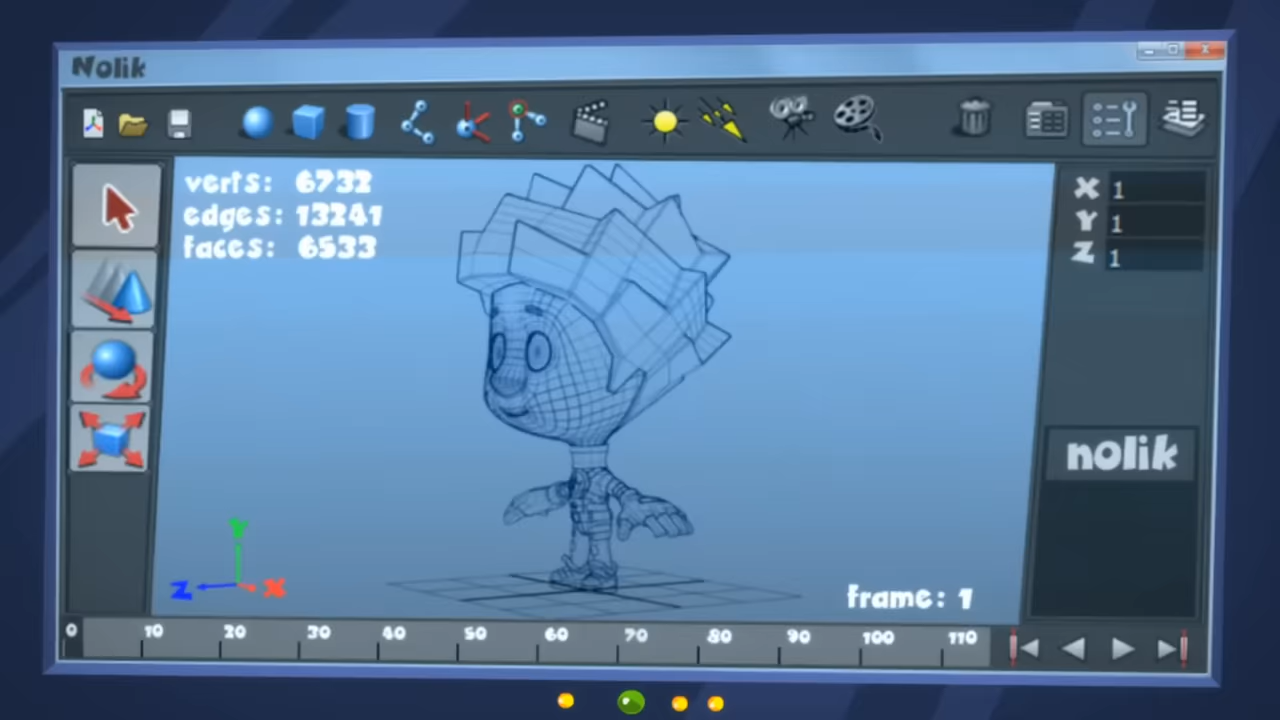 Nolik
verts: 6732
edges: 13241
faces: 6533
X 1
Y 1
Z 1
nolik
Y
Z X
frame: 1
0 10 20 30 40 50 60 70 80 90 100 110